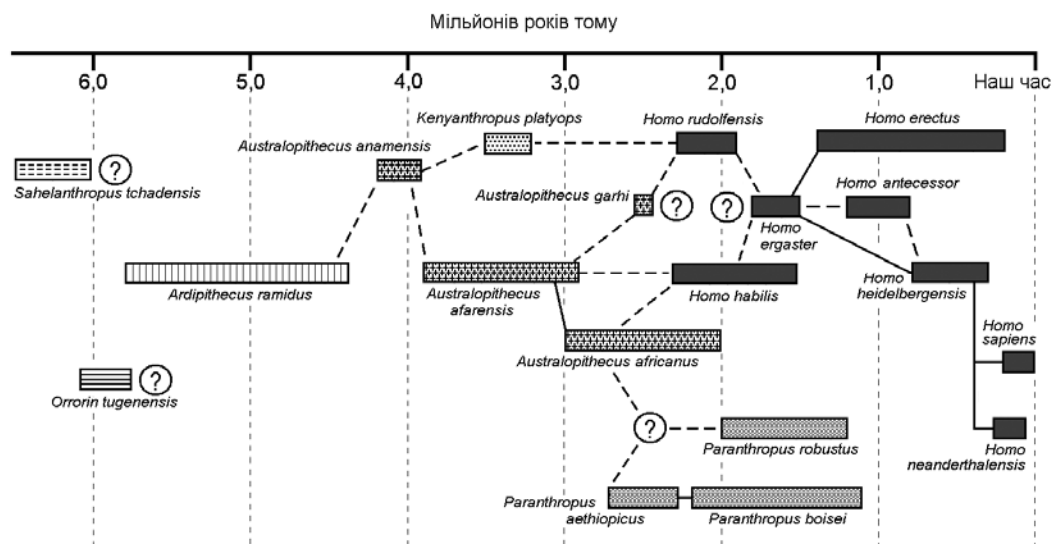 Мільйонів років тому
6,0
5,0
4,0
3,0
2,0
1,0
Наш час
Kenyanthropus platyops
Homo rudolfensis
Homo erectus
Australopithecus anamensis
?
Sahelanthropus tchadensis
Australopithecus garhi
?
?
Homo antecessor
Homo
ergaster
Ardipithecus ramidus
Australopithecus
afarensis
Homo habilis
Homo
heidelbergensis
Homo
sapiens
Australopithecus africanus
?
Orrorin tugenensis
?
Paranthropus robustus
Homo
neanderthalensis
Paranthropus
aethiopicus
Paranthropus boisei